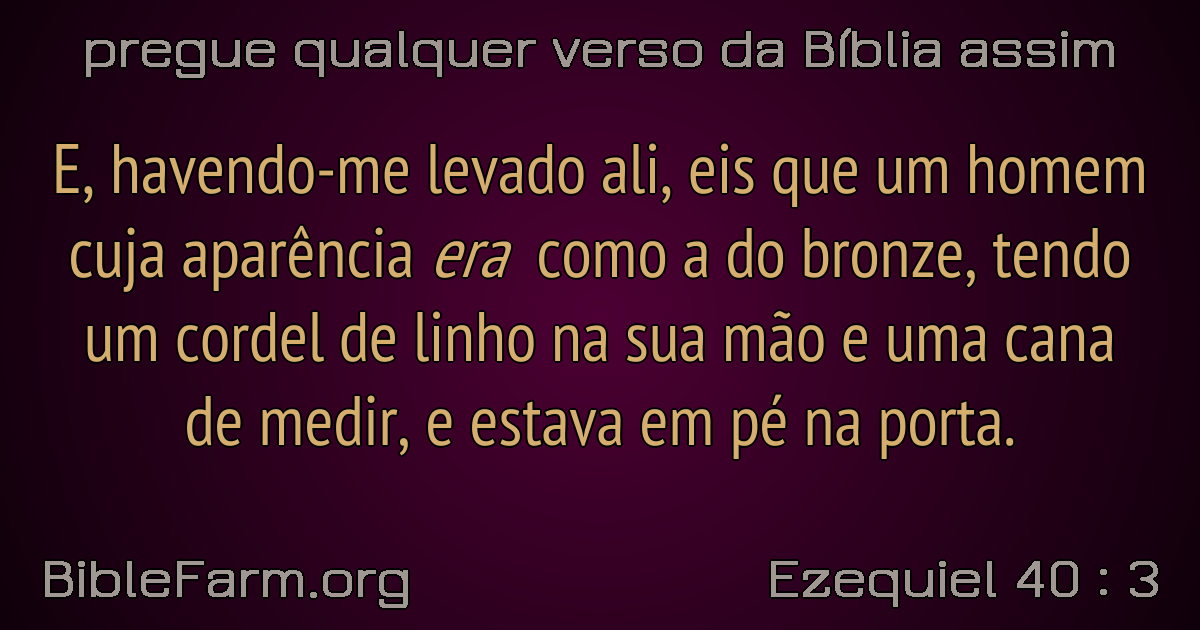 pregue qualquer verso da Bíblia assim
E, havendo-me levado ali, eis que um homem
cuja aparência era como a do bronze, tendo
um cordel de linho na sua mão e uma cana
de medir, e estava em pé na porta.
BibleFarm.org
Ezequiel 40 : 3